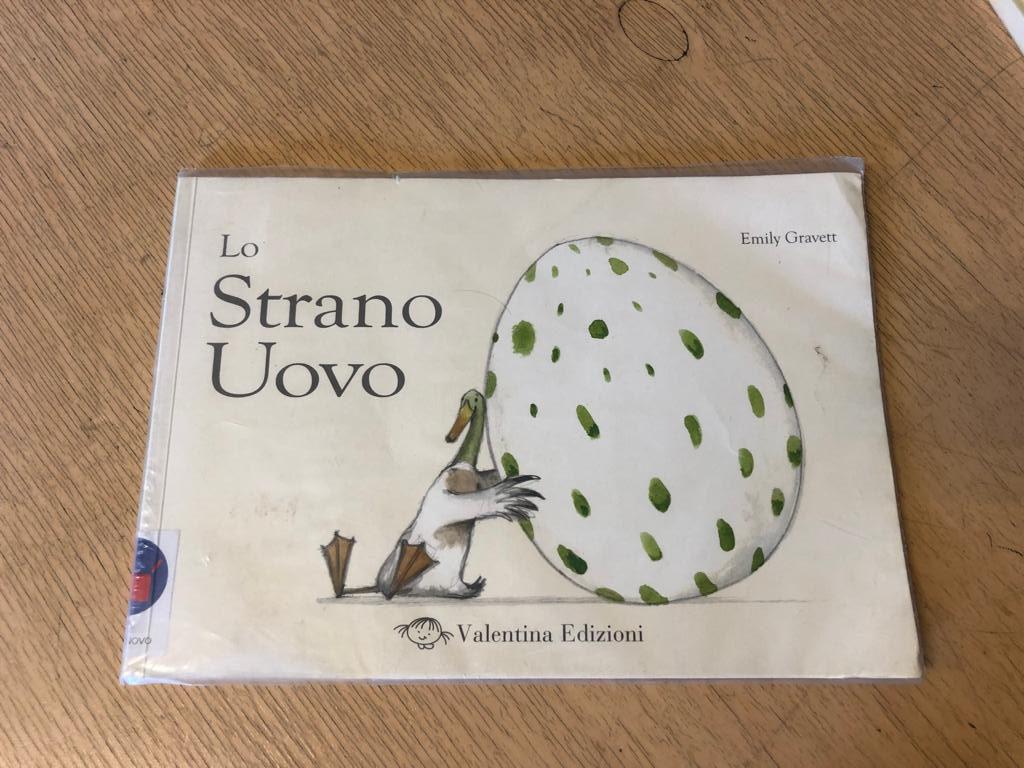 Lo
Strano
Uovo
Emily Gravett
Valentina Edizioni